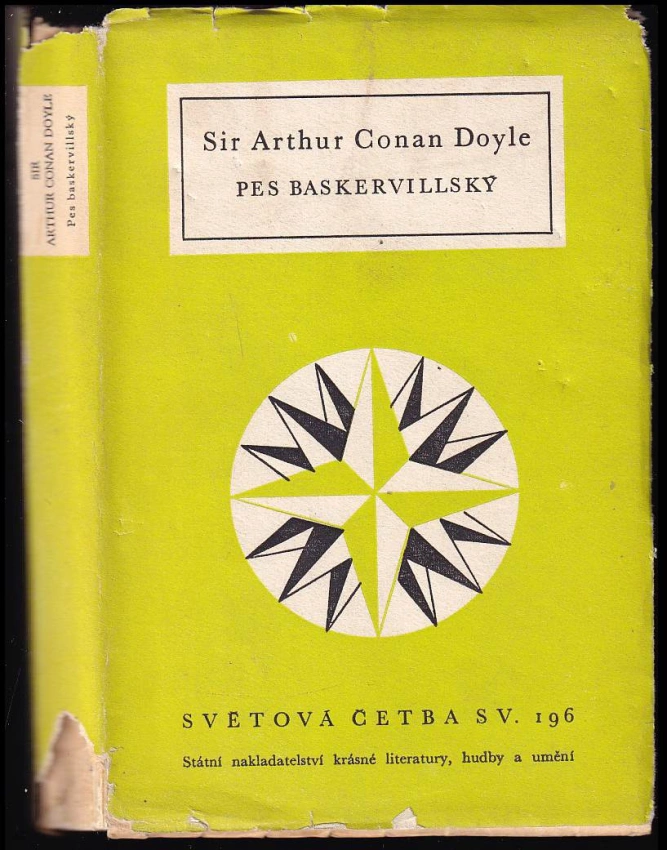 Sir Arthur Conan Doyle
PES BASKERVILLSKÝ
SVĚTOVÁ ČETBA SV. 196
Státní nakladatelství krásné literatury, hudby a umění
SIR
ARTHUR CONAN DOYLE
Pes baskervillský